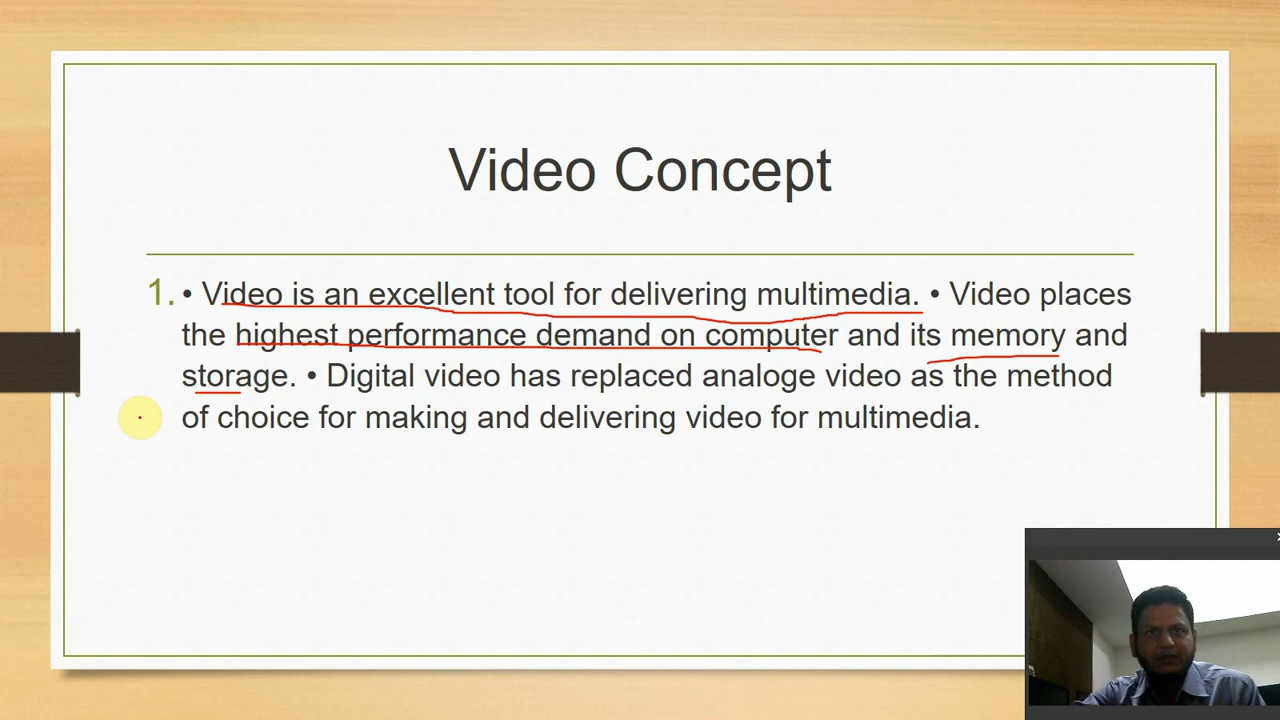 Video Concept
1. • Video is an excellent tool for delivering multimedia. • Video places
the highest performance demand on computer and its memory and
storage. • Digital video has replaced analoge video as the method
of choice for making and delivering video for multimedia.